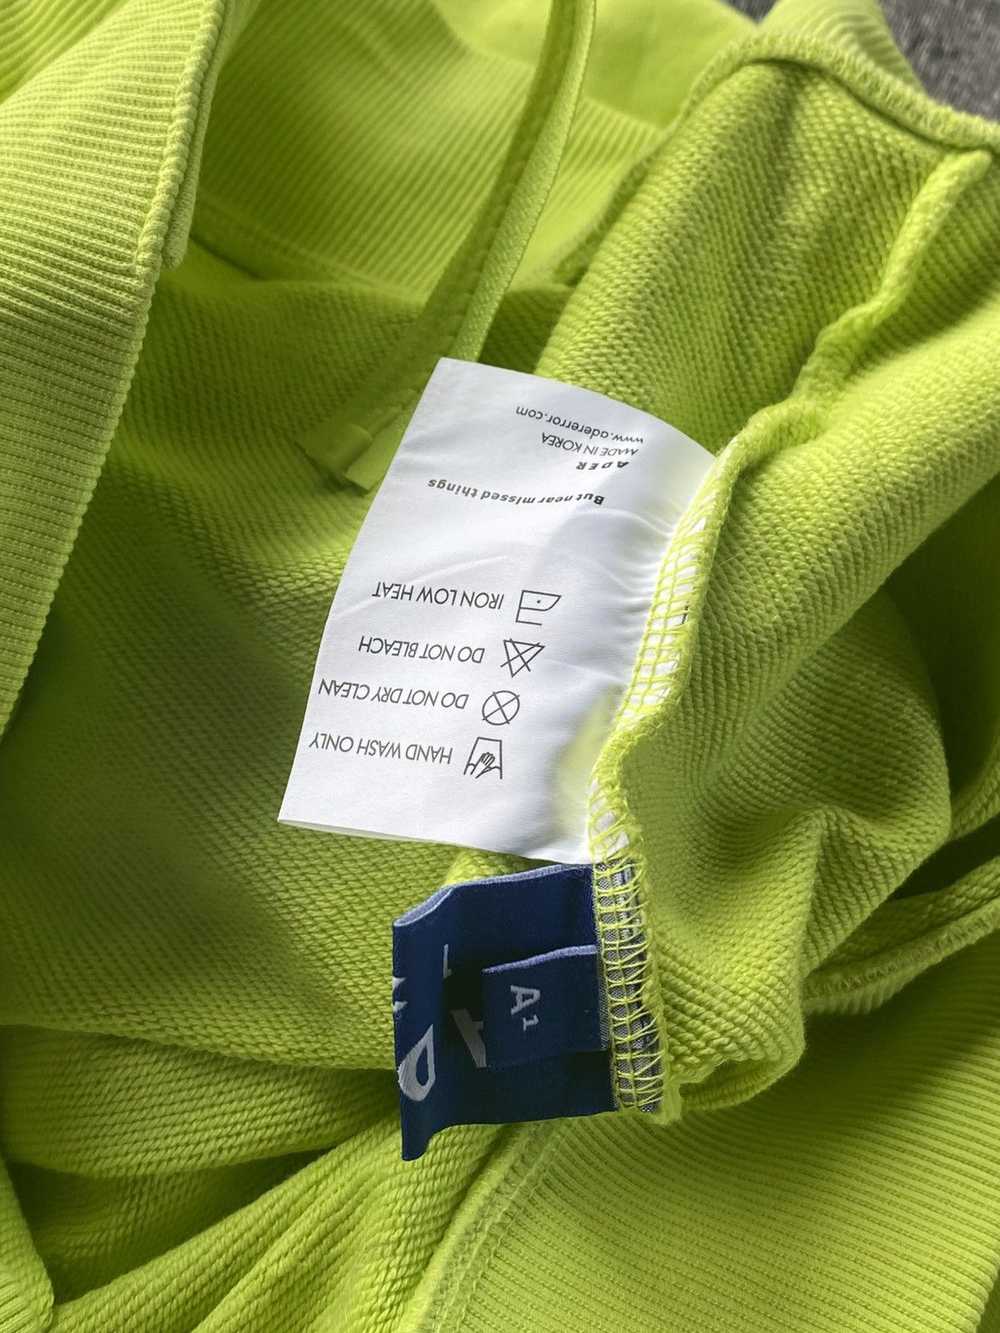 HAND WASH ONLY
DO NOT DRY CLEAN
DO NOT BLEACH
IRON LOW HEAT
But near missed things
ADER
MADE IN KOREA
www.adererror.com
A1